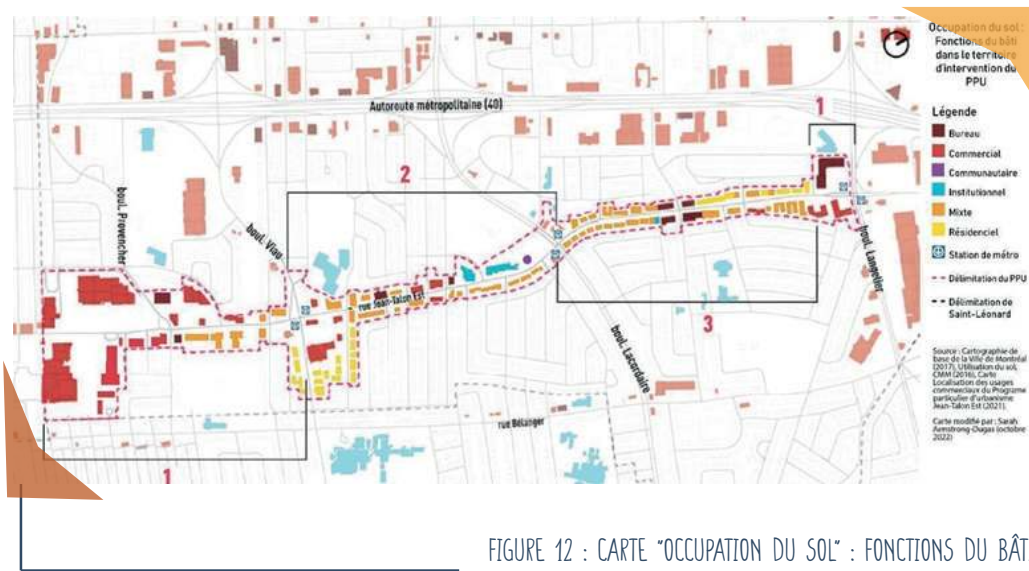 Occupation du sol :
Fonctions du bâti
dans le territoire
d'intervention du
PPU
Légende
Bureau
Commercial
Communautaire
Institutionnel
Mixte
Résidenciel
Station de métro
Délimitation du PPU
Délimitation de
Saint-Léonard
Source : Cartographie de
base de la Ville de Montréal
(2017), Utilisation du sol,
CMM (2016), Carte
Localisation des usages
commerciaux du Programe
particulier d'urbanisme
Jean-Talon Est (2021).
Carte modifié par : Sarah
Armstrong-Dugas (octobre
2022)
Autoroute métropolitaine (40)
1
2
boul. Provencher
boul. Viau
rue Jean-Talon Est
boul. Langelier
3
boul. Lacordaire
rue Bélanger
1
FIGURE 12 : CARTE "OCCUPATION DU SOL" : FONCTIONS DU BÂT